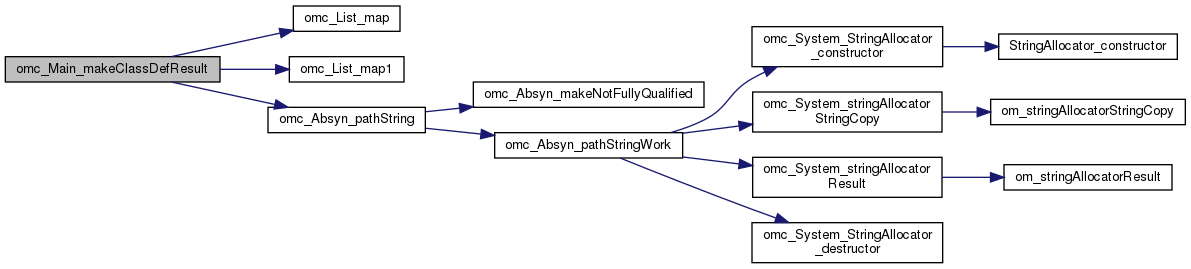 omc_Main_makeClassDefResult
omc_List_map
omc_List_map1
omc_Absyn_pathString
omc_Absyn_makeNotFullyQualified
omc_Absyn_pathStringWork
omc_System_StringAllocator
_constructor
StringAllocator_constructor
omc_System_stringAllocator
StringCopy
om_stringAllocatorStringCopy
omc_System_stringAllocator
Result
om_stringAllocatorResult
omc_System_StringAllocator
_destructor